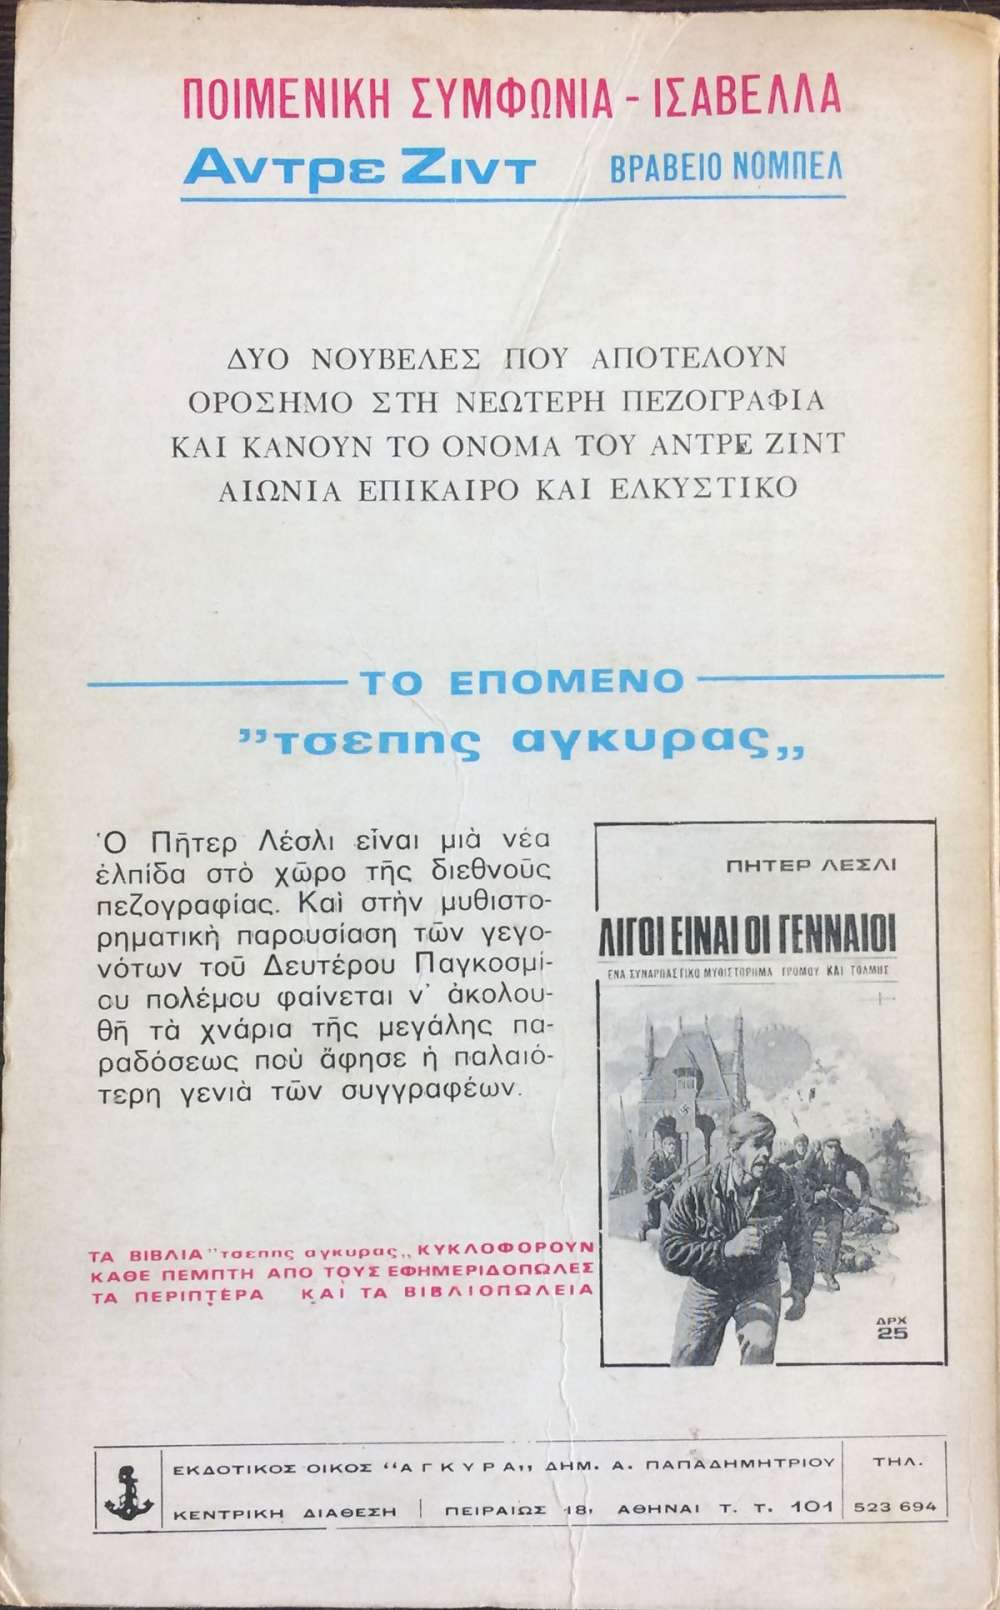 ΠΟΙΜΕΝΙΚΗ ΣΥΜΦΩΝΙΑ - ΙΣΑΒΕΛΛΑ
Αντρε Ζιντ ΒΡΑΒΕΙΟ ΝΟΜΠΕΛ
ΔΥΟ ΝΟΥΒΕΛΕΣ ΠΟΥ ΑΠΟΤΕΛΟΥΝ
ΟΡΟΣΗΜΟ ΣΤΗ ΝΕΩΤΕΡΗ ΠΕΖΟΓΡΑΦΙΑ
ΚΑΙ ΚΑΝΟΥΝ ΤΟ ΟΝΟΜΑ ΤΟΥ ΑΝΤΡΕ ΖΙΝΤ
ΑΙΩΝΙΑ ΕΠΙΚΑΙΡΟ ΚΑΙ ΕΛΚΥΣΤΙΚΟ
ΤΟ ΕΠΟΜΕΝΟ
”τσεπης αγκυρας„
Ὁ Πῆτερ Λέσλι εἶναι μιὰ νέα
ἐλπίδα στὸ χῶρο τῆς διεθνοῦς
πεζογραφίας. Καὶ στὴν μυθιστο-
ρηματικὴ παρουσίαση τῶν γεγο-
νότων τοῦ Δευτέρου Παγκοσμί-
ου πολέμου φαίνεται ν' ἀκολου-
θῆ τὰ χνάρια τῆς μεγάλης πα-
ραδόσεως ποὺ ἄφησε ἡ παλαιό-
τερη γενιὰ τῶν συγγραφέων.
ΠΗΤΕΡ ΛΕΣΛΙ
ΛΙΓΟΙ ΕΙΝΑΙ ΟΙ ΓΕΝΝΑΙΟΙ
ΕΝΑ ΣΥΝΑΡΠΑΣΤΙΚΟ ΜΥΘΙΣΤΟΡΗΜΑ ΤΡΟΜΟΥ ΚΑΙ ΤΟΛΜΗΣ
ΔΡΧ
25
ΤΑ ΒΙΒΛΙΑ ”τσεπης αγκυρας„ ΚΥΚΛΟΦΟΡΟΥΝ
ΚΑΘΕ ΠΕΜΠΤΗ ΑΠΟ ΤΟΥΣ ΕΦΗΜΕΡΙΔΟΠΩΛΕΣ
ΤΑ ΠΕΡΙΠΤΕΡΑ ΚΑΙ ΤΑ ΒΙΒΛΙΟΠΩΛΕΙΑ
ΕΚΔΟΤΙΚΟΣ ΟΙΚΟΣ “ΑΓΚΥΡΑ„ ΔΗΜ. Α. ΠΑΠΑΔΗΜΗΤΡΙΟΥ ΤΗΛ.
ΚΕΝΤΡΙΚΗ ΔΙΑΘΕΣΗ | ΠΕΙΡΑΙΩΣ 18, ΑΘΗΝΑΙ Τ. Τ. 101 523 694